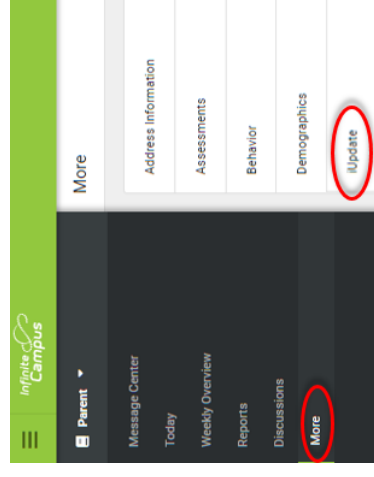 Infinite
Campus
Parent
Message Center
Today
Weekly Overview
Reports
Discussions
More
More
Address Information
Assessments
Behavior
Demographics
iUpdate